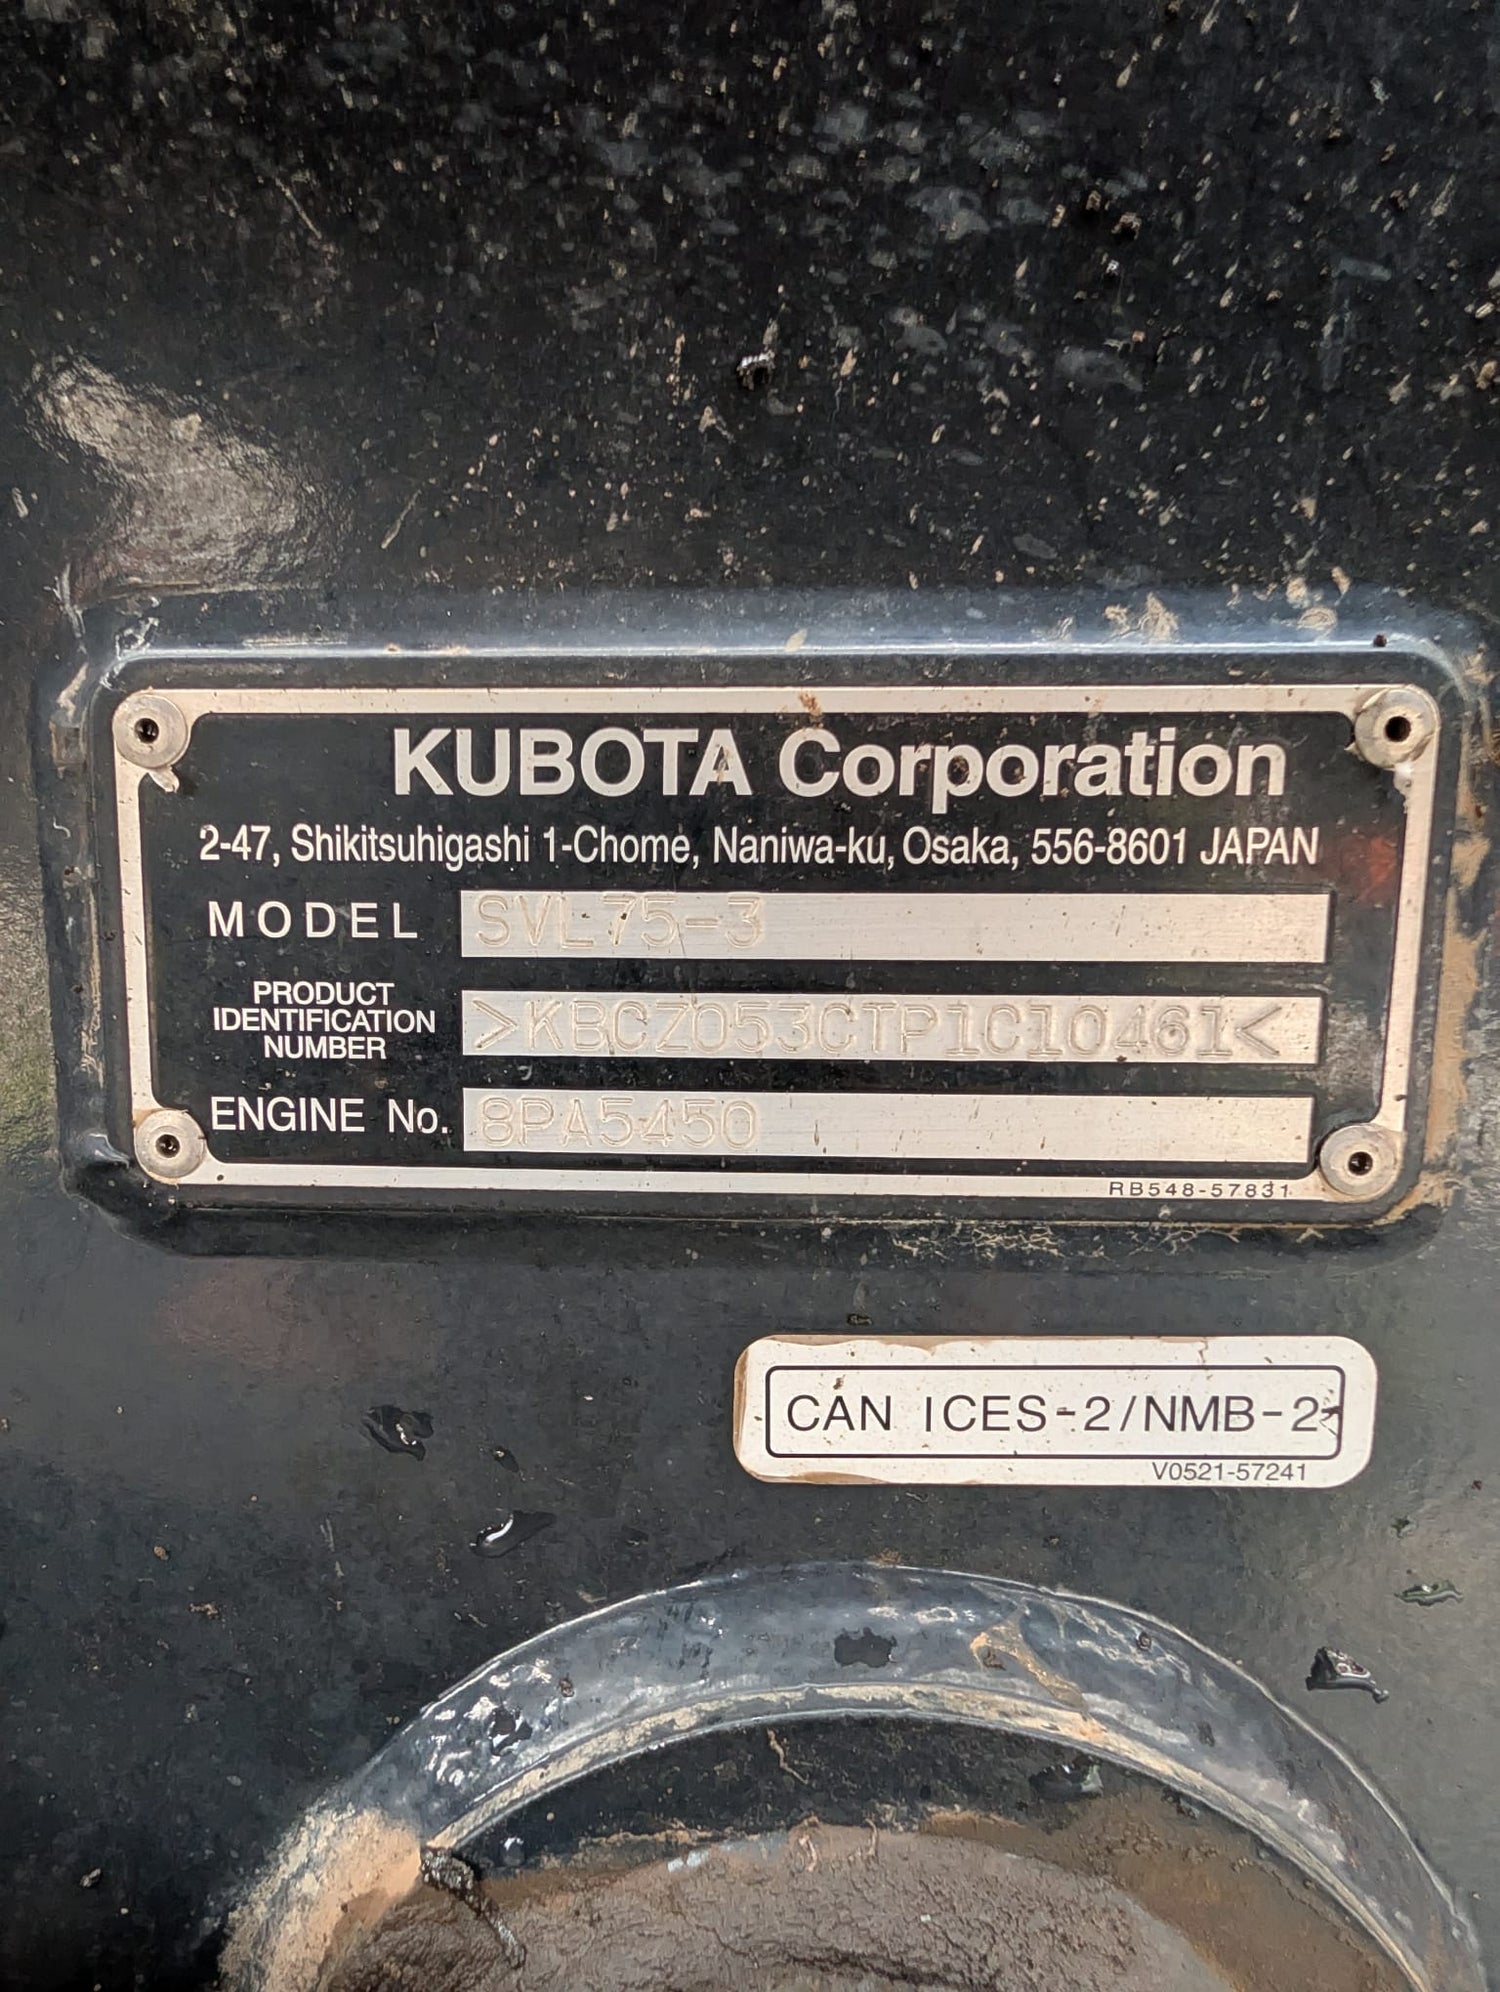 KUBOTA Corporation
2-47, Shikitsuhigashi 1-Chome, Naniwa-ku, Osaka, 556-8601 JAPAN
MODEL SVL75-3
PRODUCT
IDENTIFICATION
NUMBER
>KBCZ053CTP1C10461<
ENGINE No. 8PA5450
RB548-57831
CAN ICES-2/NMB-2
V0521-57241